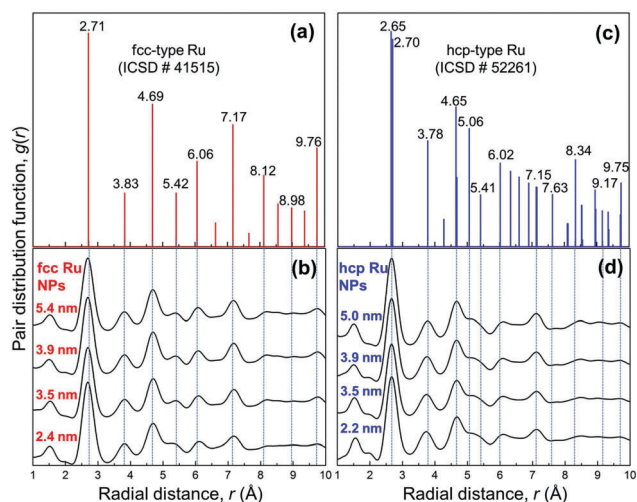 Pair distribution function, g(r)
(a)
fcc-type Ru
(ICSD # 41515)
2.71
3.83
4.69
5.42
6.06
7.17
8.12
8.98
9.76
(c)
hcp-type Ru
(ICSD # 52261)
2.65
2.70
3.78
4.65
5.06
5.41
6.02
7.15
7.63
8.34
9.17
9.75
(b)
fcc Ru
NPs
5.4 nm
3.9 nm
3.5 nm
2.4 nm
1 2 3 4 5 6 7 8 9 10
Radial distance, r (Å)
(d)
hcp Ru
NPs
5.0 nm
3.9 nm
3.5 nm
2.2 nm
1 2 3 4 5 6 7 8 9 10
Radial distance, r (Å)